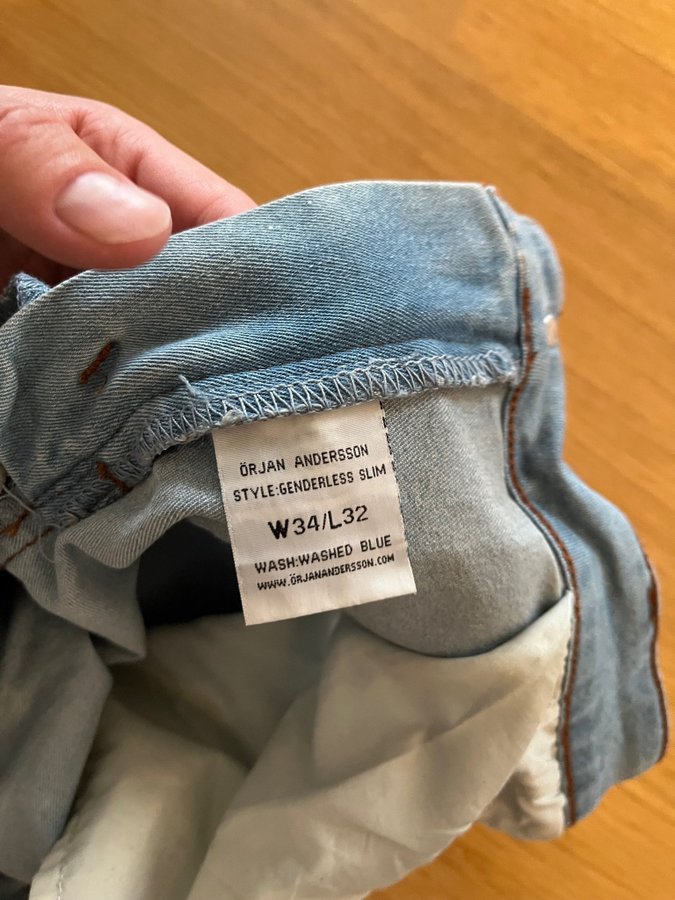 ÖRJAN ANDERSSON
STYLE:GENDERLESS SLIM
W34/L32
WASH:WASHED BLUE
WWW.ÖRJANANDERSSON.COM